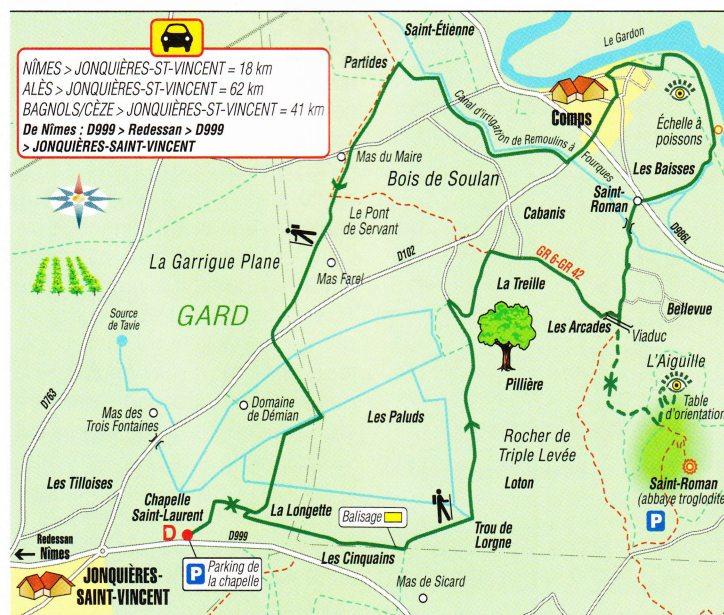 NÎMES > JONQUIÈRES-ST-VINCENT = 18 km
ALÈS > JONQUIÈRES-ST-VINCENT = 62 km
BAGNOLS/CÈZE > JONQUIÈRES-ST-VINCENT = 41 km
De Nîmes : D999 > Redessan > D999
> JONQUIÈRES-SAINT-VINCENT
Saint-Étienne
Le Gardon
Partides
Canal d'irrigation de Remoulins à
Fourques
Comps
Échelle à
poissons
Les Baisses
Mas du Maire
Bois de Soulan
Saint-
Roman
Le Pont
de Servant
Cabanis
D986L
D102
GR 6-GR 42
La Garrigue Plane
Mas Farel
La Treille
Bellevue
Les Arcades
Viaduc
Source
de Tavie
GARD
L'Aiguille
Table
d'orientation
D763
Pillière
Mas des
Trois Fontaines
Domaine
de Démian
Les Paluds
Rocher de
Triple Levée
Les Tilloises
Loton
Saint-Roman
(abbaye troglodyte)
Chapelle
Saint-Laurent
La Longette
Balisage
P
D
D999
Trou de
Lorgne
Redessan
Nîmes
Les Cinquains
P
Parking de
la chapelle
JONQUIÈRES-
SAINT-VINCENT
Mas de Sicard